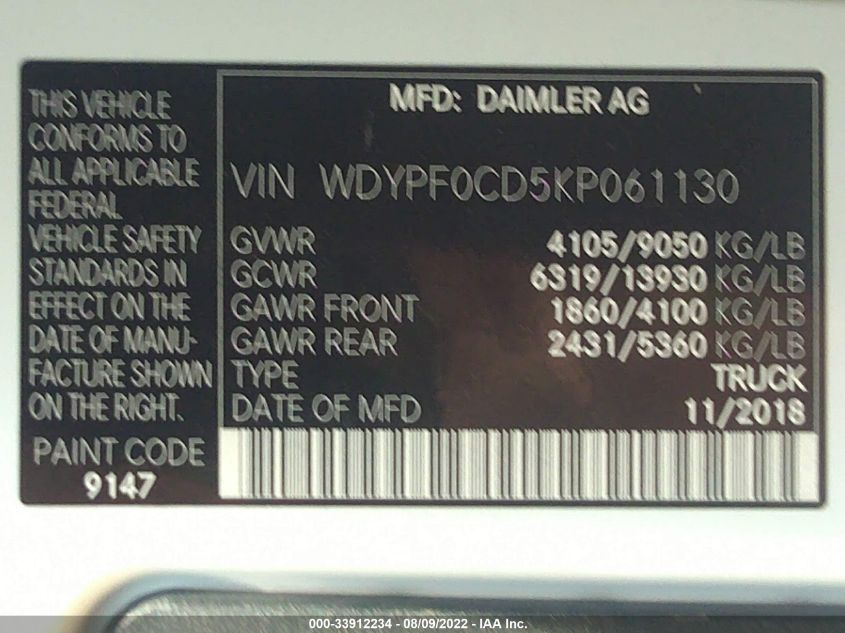 MFD: DAIMLER AG
THIS VEHICLE
CONFORMS TO
ALL APPLICABLE
FEDERAL
VEHICLE SAFETY
STANDARDS IN
EFFECT ON THE
DATE OF MANU-
FACTURE SHOWN
ON THE RIGHT.
VIN WDYPF0CD5KP061130
GVWR 4105/9050 KG/LB
GCWR 6319/13930 KG/LB
GAWR FRONT 1860/4100 KG/LB
GAWR REAR 2431/5360 KG/LB
TYPE TRUCK
DATE OF MFD 11/2018
PAINT CODE
9147
000-33912234 - 08/09/2022 - IAA Inc.